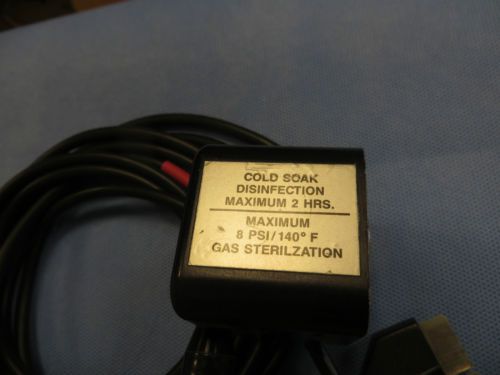 COLD SOAK
DISINFECTION
MAXIMUM 2 HRS.
MAXIMUM
8 PSI/140° F
GAS STERILZATION